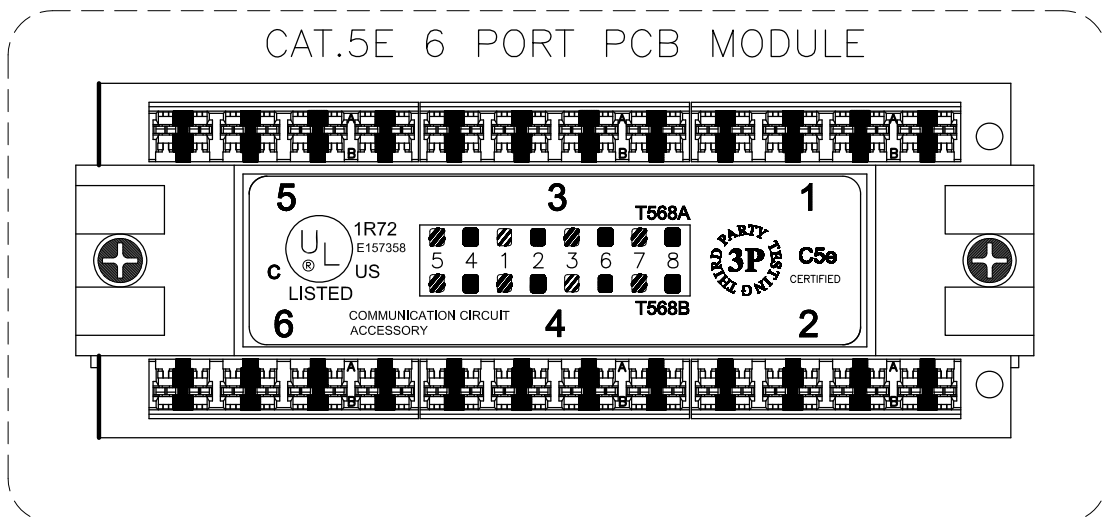 CAT.5E 6 PORT PCB MODULE
A A A
B B B
5 3 1
T568A
UL
®
C US
LISTED
1R72
E157358
5 4 1 2 3 6 7 8
T568B
THIRD PARTY TESTING
3P
C5e
CERTIFIED
COMMUNICATION CIRCUIT
ACCESSORY
6 4 2
A A A
B B B